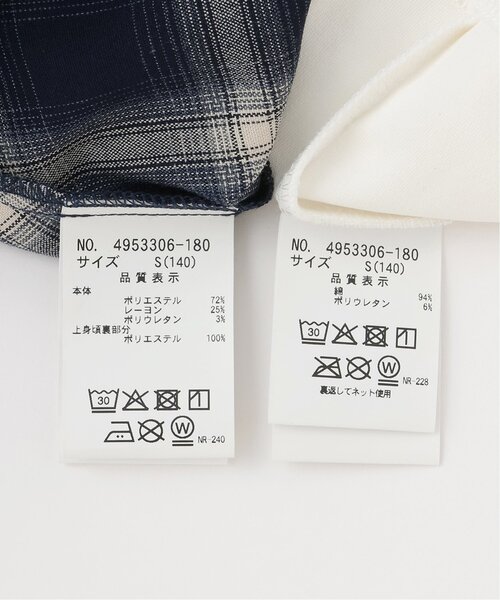 NO. 4953306-180
サイズ S(140)
品質表示
本体
ポリエステル 72%
レーヨン 25%
ポリウレタン 3%
上身頃裏部分
ポリエステル 100%
30
1
W
NR-240
NO. 4953306-180
サイズ S(140)
品質表示
綿 94%
ポリウレタン 6%
30
1
W
NR-228
裏返してネット使用